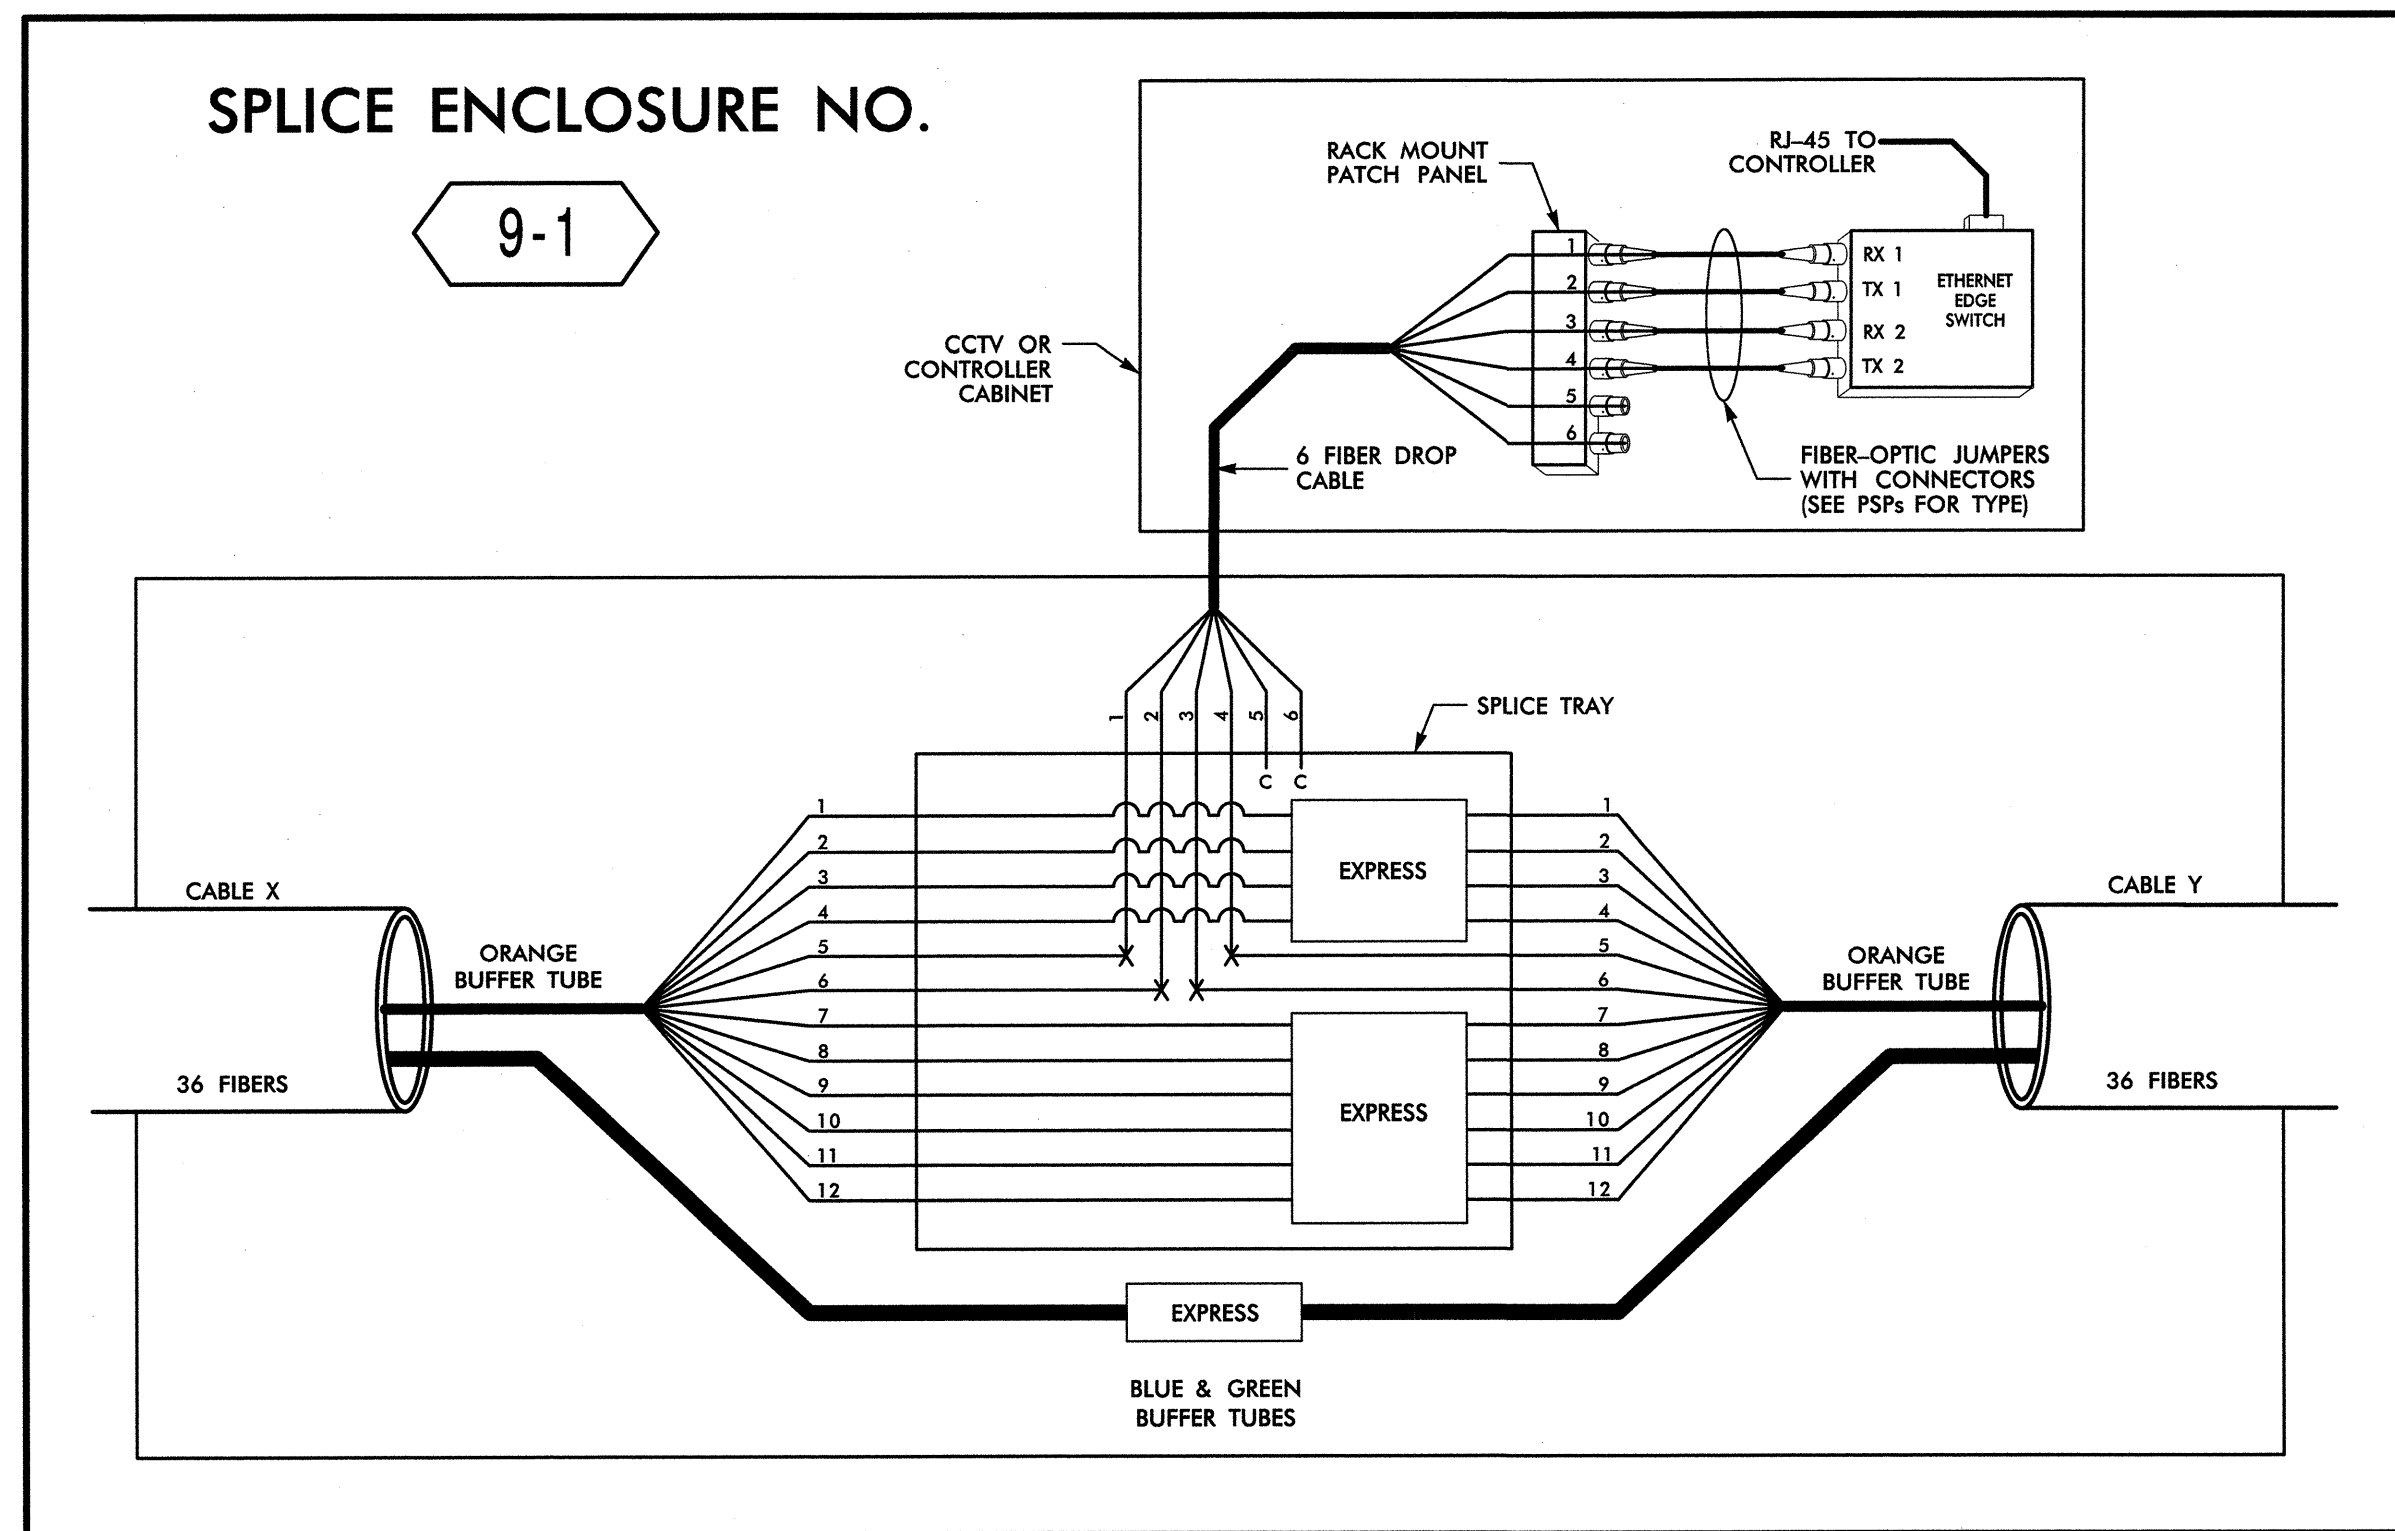 SPLICE ENCLOSURE NO.
9-1
RACK MOUNT
PATCH PANEL
RJ-45 TO
CONTROLLER
1
2
3
4
5
6
RX 1
TX 1
RX 2
TX 2
ETHERNET
EDGE
SWITCH
CCTV OR
CONTROLLER
CABINET
6 FIBER DROP
CABLE
FIBER-OPTIC JUMPERS
WITH CONNECTORS
(SEE PSPs FOR TYPE)
1 2 3 4 5 6
SPLICE TRAY
C C
CABLE X
36 FIBERS
ORANGE
BUFFER TUBE
1
2
3
4
5
6
7
8
9
10
11
12
EXPRESS
EXPRESS
1
2
3
4
5
6
7
8
9
10
11
12
ORANGE
BUFFER TUBE
CABLE Y
36 FIBERS
EXPRESS
BLUE & GREEN
BUFFER TUBES